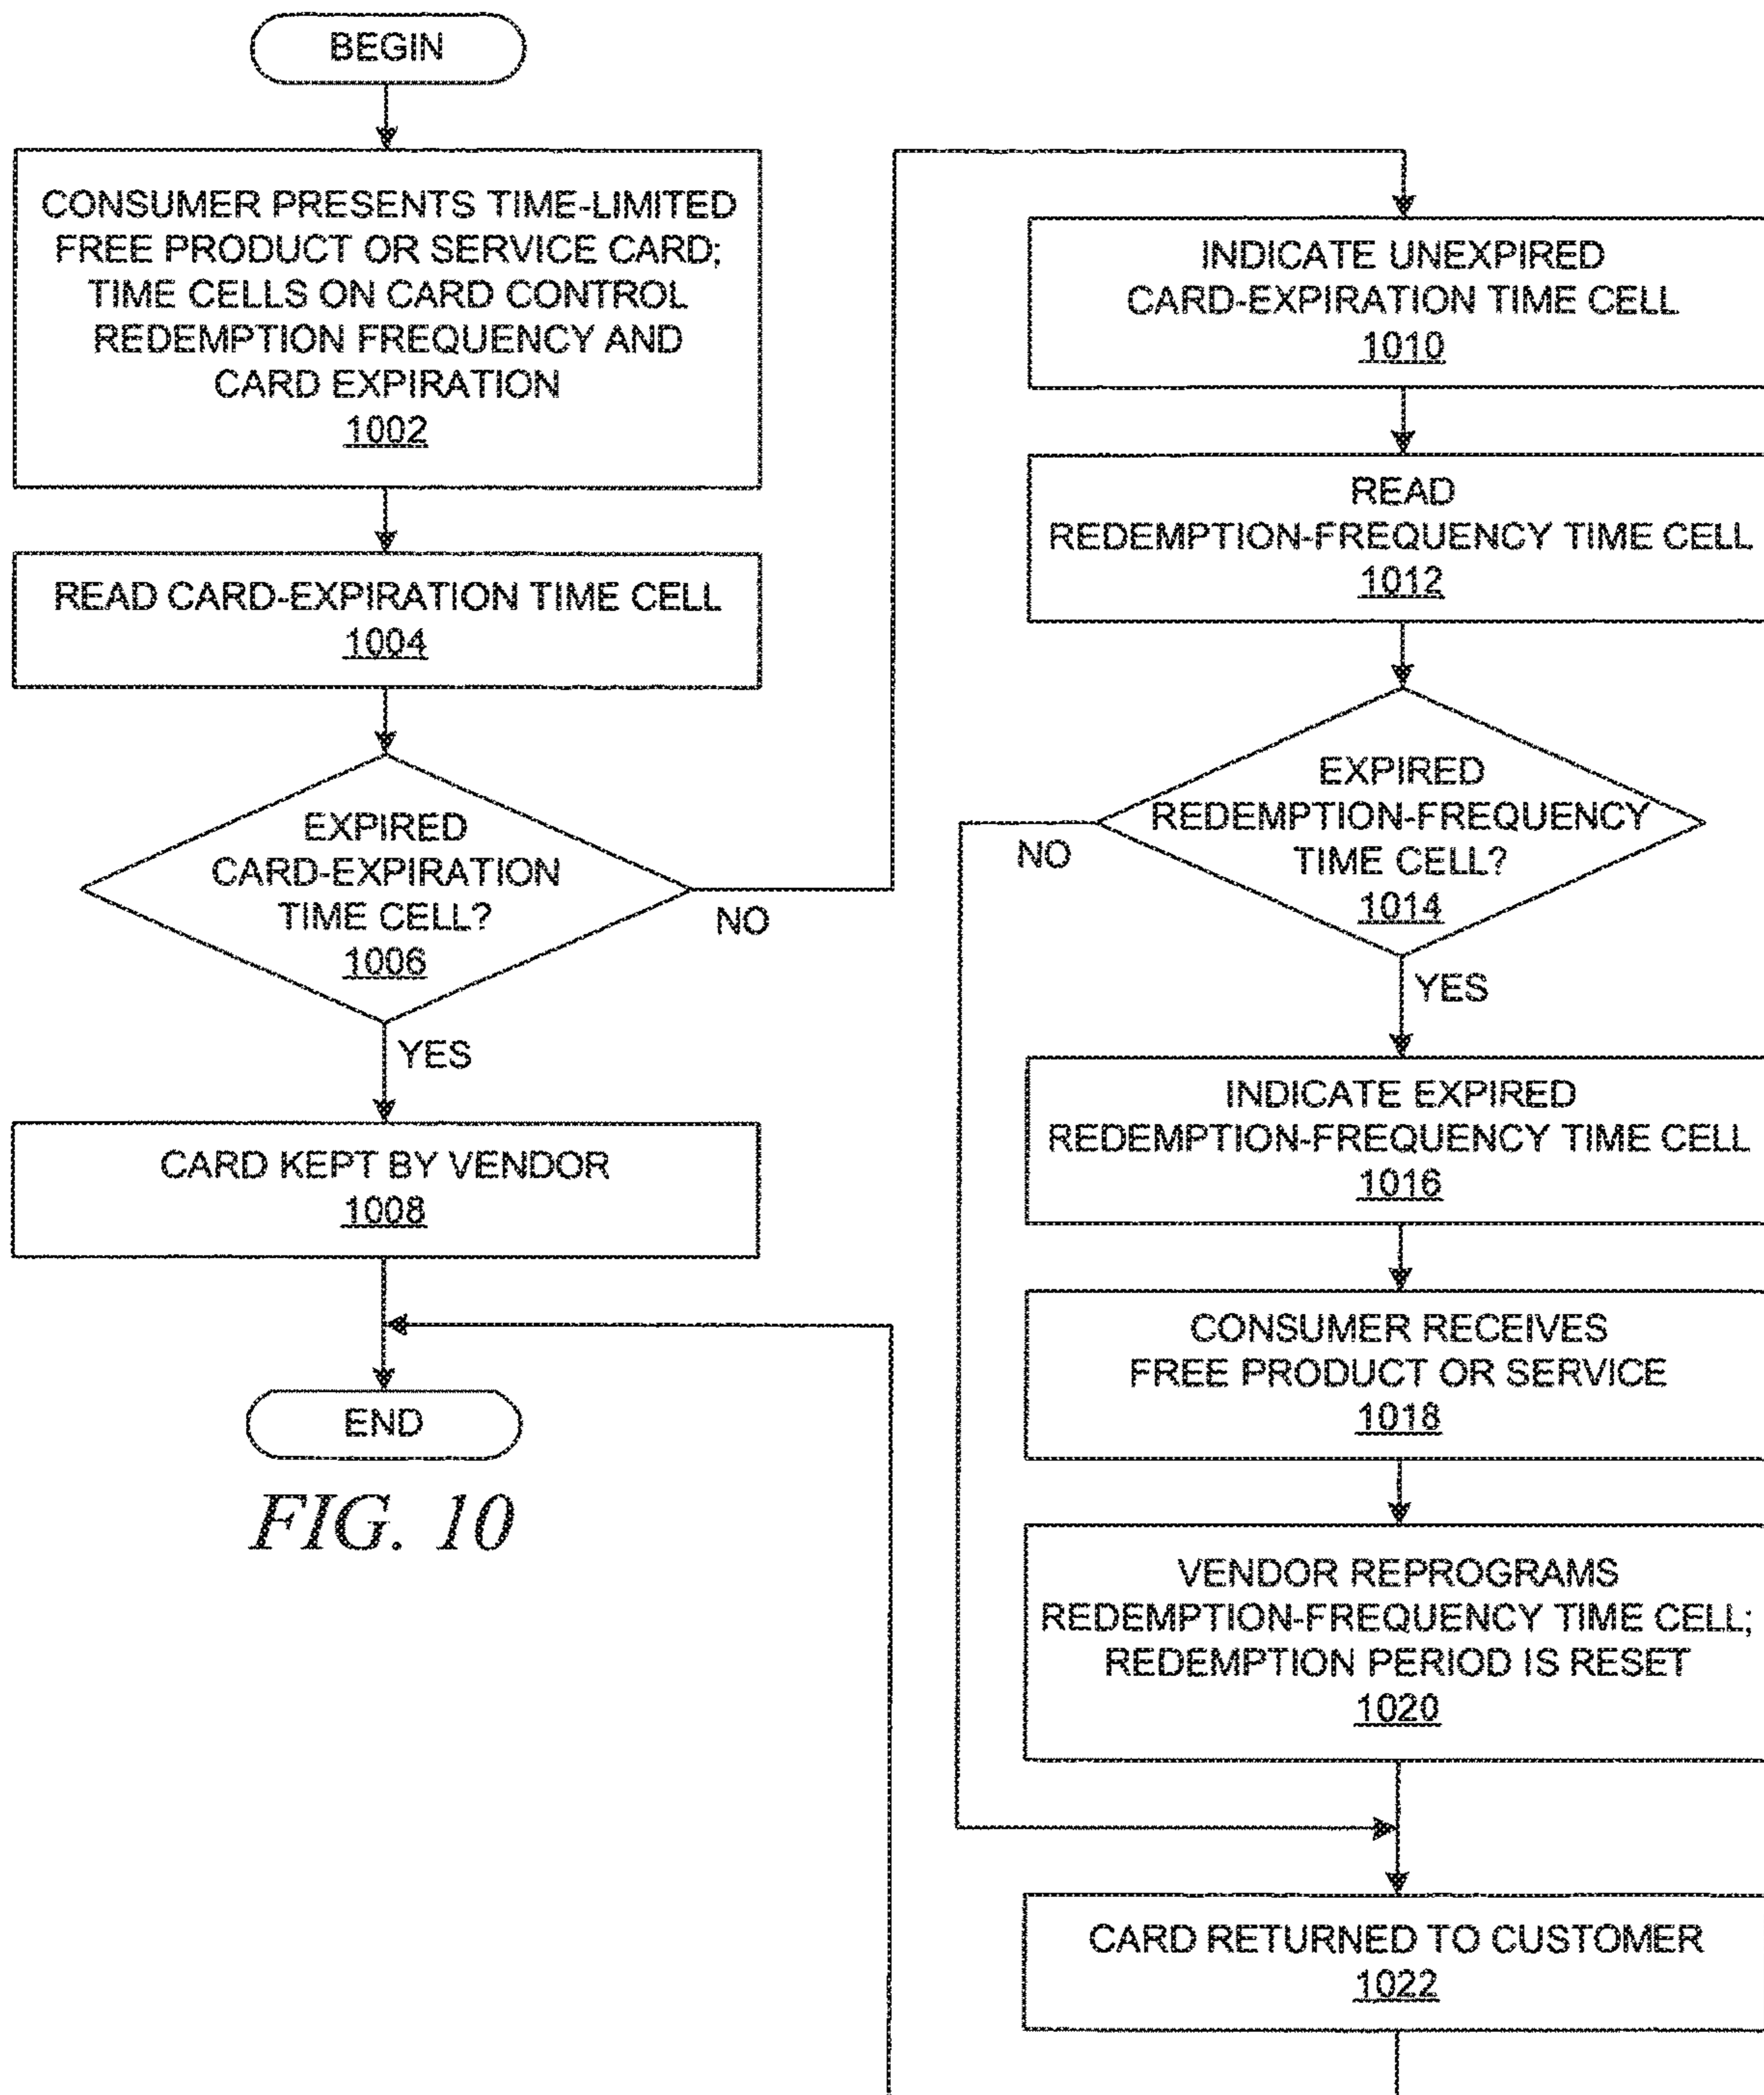 BEGIN
CONSUMER PRESENTS TIME-LIMITED
FREE PRODUCT OR SERVICE CARD;
TIME CELLS ON CARD CONTROL
REDEMPTION FREQUENCY AND
CARD EXPIRATION
1002
READ CARD-EXPIRATION TIME CELL
1004
EXPIRED
CARD-EXPIRATION
TIME CELL?
1006
NO
YES
CARD KEPT BY VENDOR
1008
END
FIG. 10
INDICATE UNEXPIRED
CARD-EXPIRATION TIME CELL
1010
READ
REDEMPTION-FREQUENCY TIME CELL
1012
EXPIRED
REDEMPTION-FREQUENCY
TIME CELL?
1014
NO
YES
INDICATE EXPIRED
REDEMPTION-FREQUENCY TIME CELL
1016
CONSUMER RECEIVES
FREE PRODUCT OR SERVICE
1018
VENDOR REPROGRAMS
REDEMPTION-FREQUENCY TIME CELL;
REDEMPTION PERIOD IS RESET
1020
CARD RETURNED TO CUSTOMER
1022